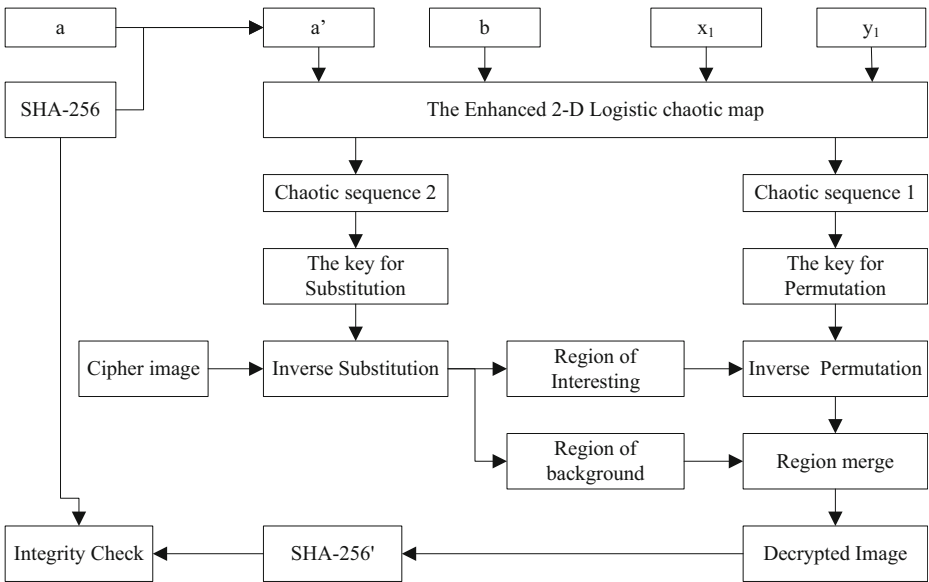 a
a’
b
x₁
y₁
SHA-256
The Enhanced 2-D Logistic chaotic map
Chaotic sequence 2
Chaotic sequence 1
The key for
Substitution
The key for
Permutation
Cipher image
Inverse Substitution
Region of
Interesting
Inverse Permutation
Region of
background
Region merge
Integrity Check
SHA-256'
Decrypted Image